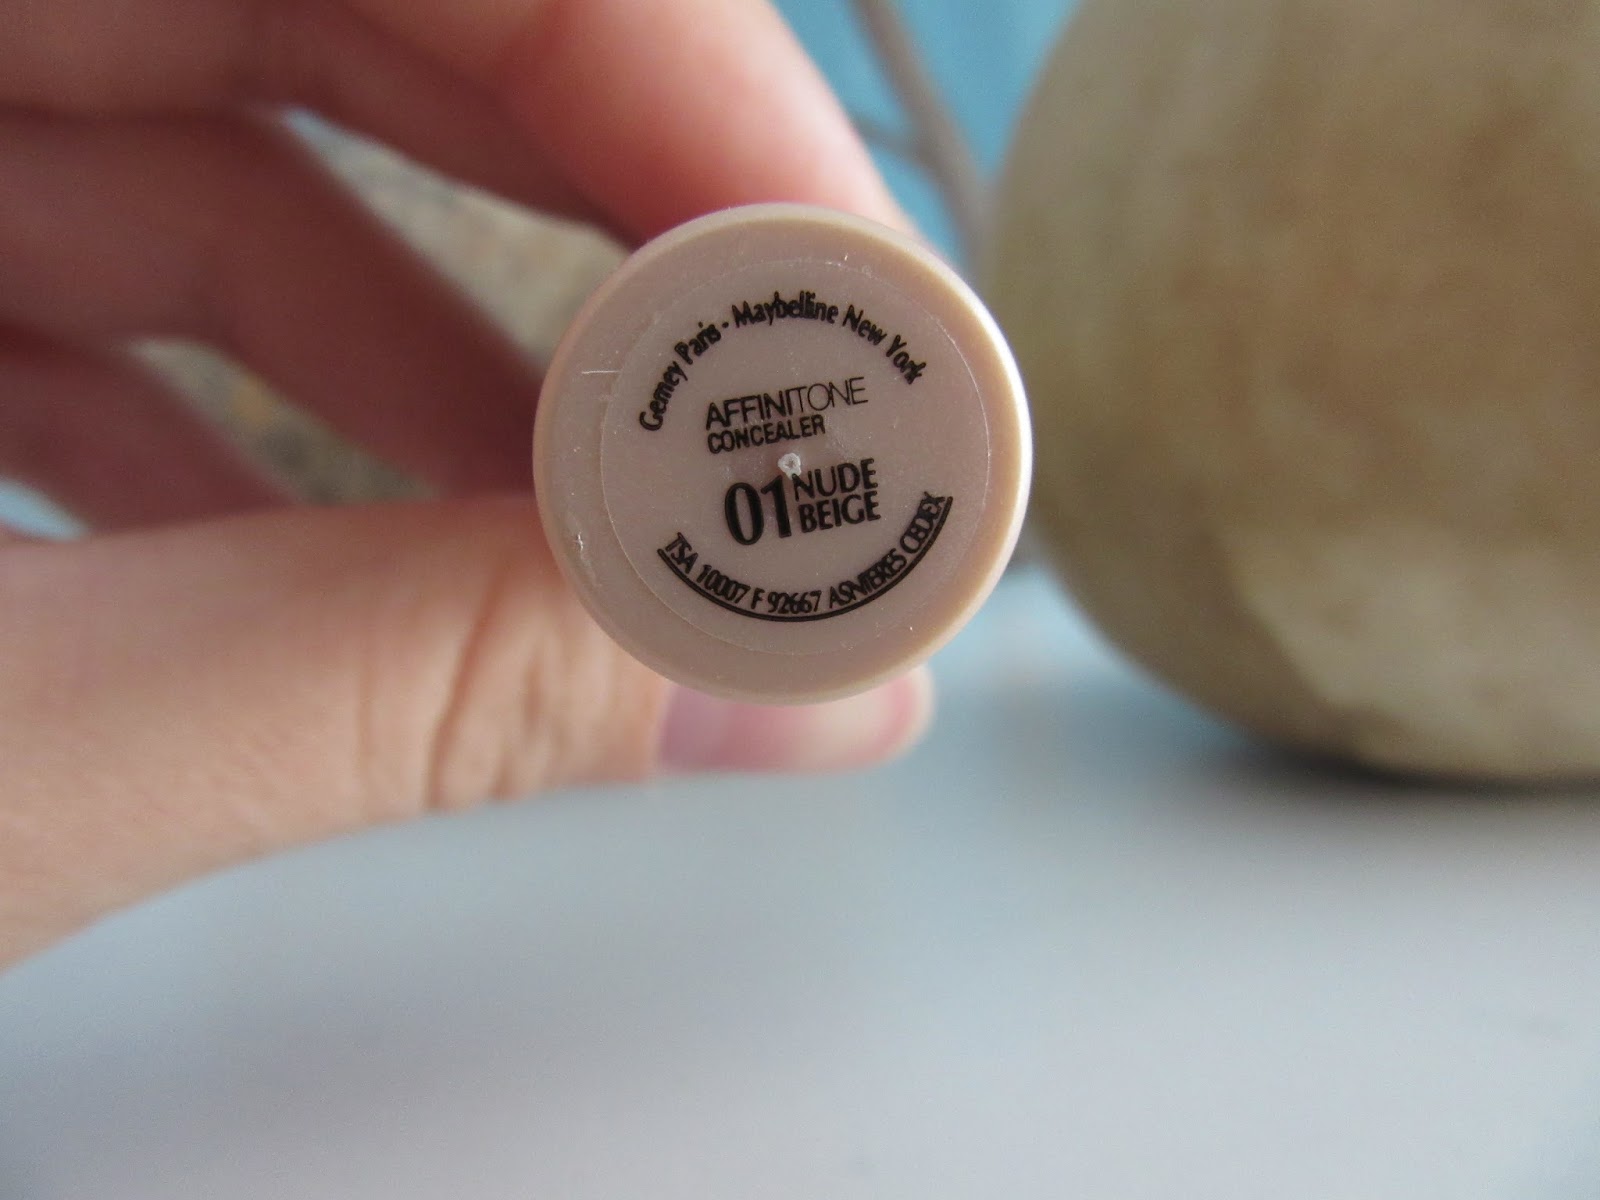 Gemey Paris - Maybelline New York
AFFINITONE
CONCEALER
01 NUDE
BEIGE
TSA 10007 F 92667 ASNIERES CEDEX